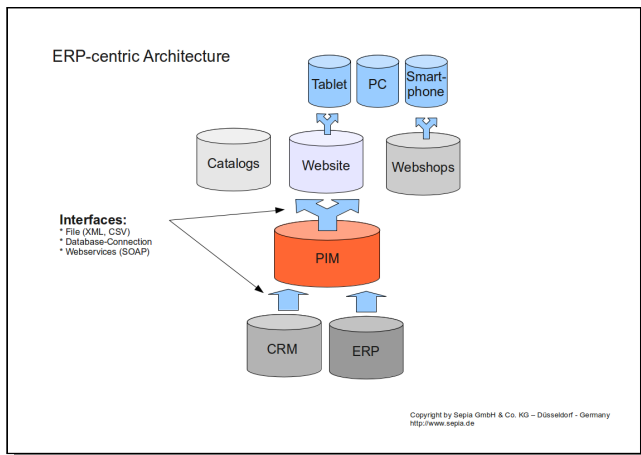 ERP-centric Architecture
Tablet
PC
Smart-
phone
Catalogs
Website
Webshops
Interfaces:
* File (XML, CSV)
* Database-Connection
* Webservices (SOAP)
PIM
CRM
ERP
Copyright by Sepia GmbH & Co. KG – Düsseldorf - Germany
http://www.sepia.de